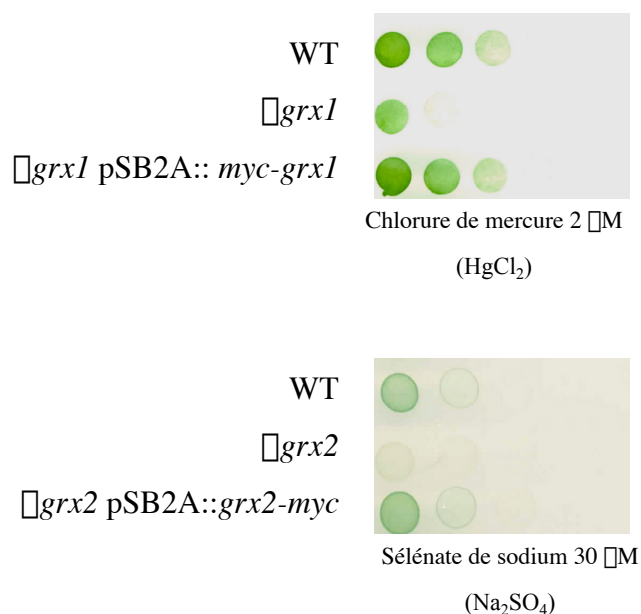 WT
□grx1
□grx1 pSB2A:: myc-grx1
Chlorure de mercure 2 □M
(HgCl₂)
WT
□grx2
□grx2 pSB2A::grx2-myc
Sélénate de sodium 30 □M
(Na₂SO₄)